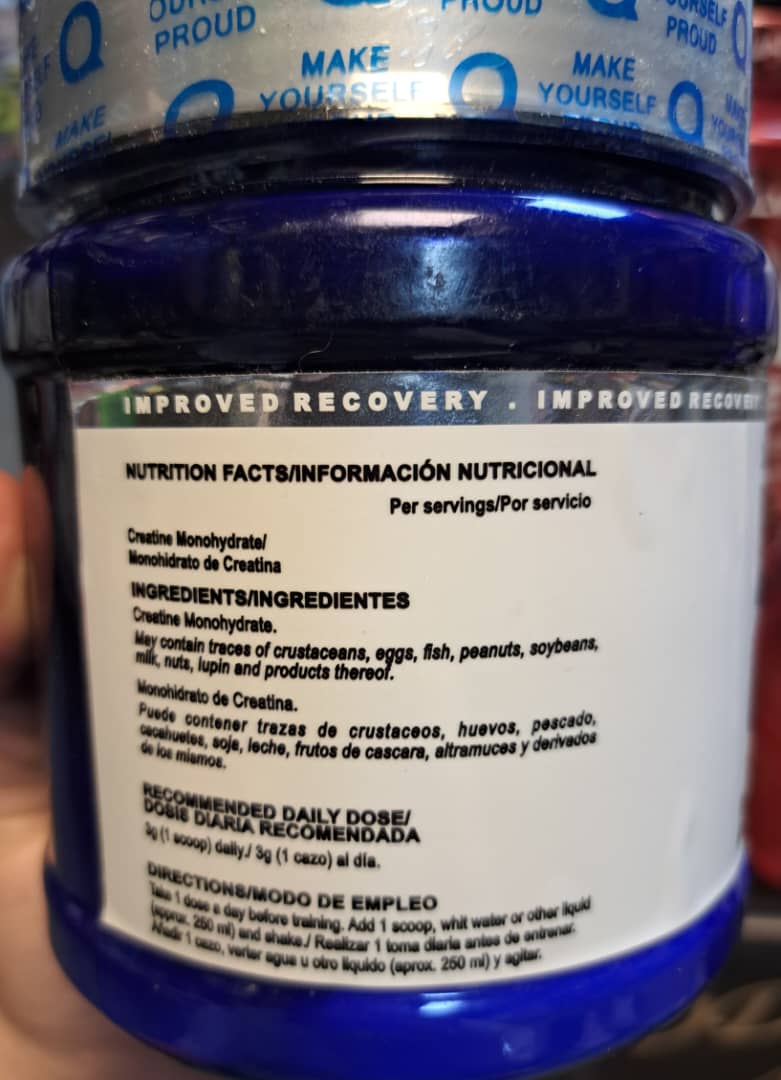 OURS PROUD
PROUD
OURSELF PROUD
MAKE YOURSELF
MAKE YOURSELF
MAKE
IMPROVED RECOVERY . IMPROVED RECOVERY
NUTRITION FACTS/INFORMACIÓN NUTRICIONAL
Per servings/Por servicio
Creatine Monohydrate/
Monohidrato de Creatina
INGREDIENTS/INGREDIENTES
Creatine Monohydrate.
May contain traces of crustaceans, eggs, fish, peanuts, soybeans,
milk, nuts, lupin and products thereof.
Monohidrato de Creatina.
Puede contener trazas de crustaceos, huevos, pescado,
cacahuetes, soja, leche, frutos de cascara, altramuces y derivados
de los mismos.
RECOMMENDED DAILY DOSE/
DOSIS DIARIA RECOMENDADA
3g (1 scoop) daily./ 3g (1 cazo) al día.
DIRECTIONS/MODO DE EMPLEO
Take 1 dose a day before training. Add 1 scoop, whit water or other liquid
(aprox. 250 ml) and shake./ Realizar 1 toma diaria antes de entrenar.
Añadir 1 cazo, verter agua u otro líquido (aprox. 250 ml) y agitar.